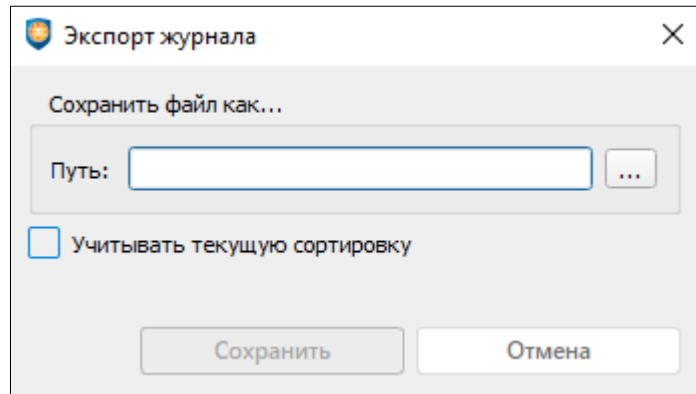 Экспорт журнала
Сохранить файл как...
Путь: ...
Учитывать текущую сортировку
Сохранить Отмена